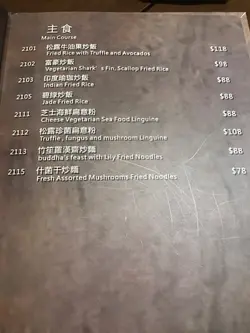 主食
Main Course
2101 松露牛油果炒飯 $118
Fried Rice with Truffle and Avocados
2102 富豪炒飯 $98
Vegetarian Shark's Fin, Scallop Fried Rice
2103 印度瑜珈炒飯 $88
Indian Fried Rice
2105 碧綠炒飯 $88
Jade Fried Rice
2111 芝士海鮮扁意粉 $88
Cheese Vegetarian Sea Food Linguine
2112 松露珍菌扁意粉 $108
Truffle, fungus and mushroom Linguine
2113 竹笙羅漢齋炒麵 $88
buddha's feast with Lily Fried Noodles
2115 什菌干炒麵 $78
Fresh Assorted Mushrooms Fried Noodles